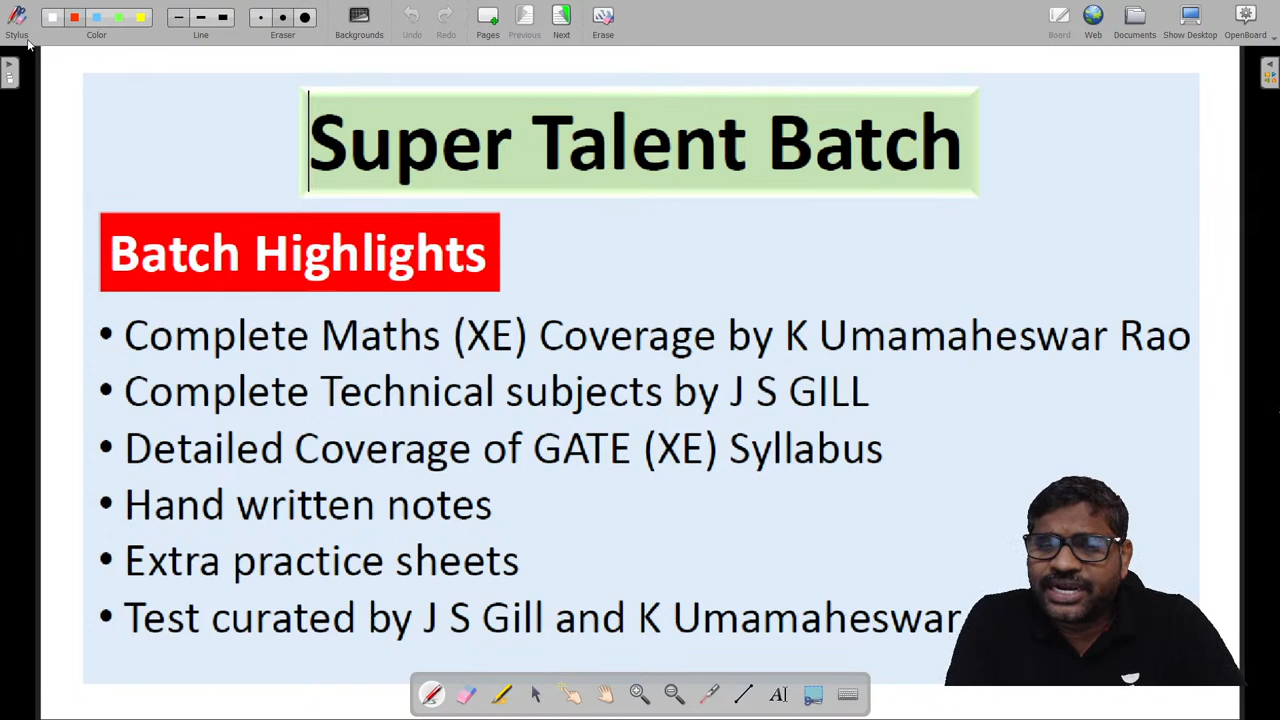 Stylus
Color
Line
Eraser
Backgrounds
Undo
Redo
Pages
Previous
Next
Erase
Board
Web
Documents
Show Desktop
OpenBoard
Super Talent Batch
Batch Highlights
• Complete Maths (XE) Coverage by K Umamaheswar Rao
• Complete Technical subjects by J S GILL
• Detailed Coverage of GATE (XE) Syllabus
• Hand written notes
• Extra practice sheets
• Test curated by J S Gill and K Umamaheswar
AI